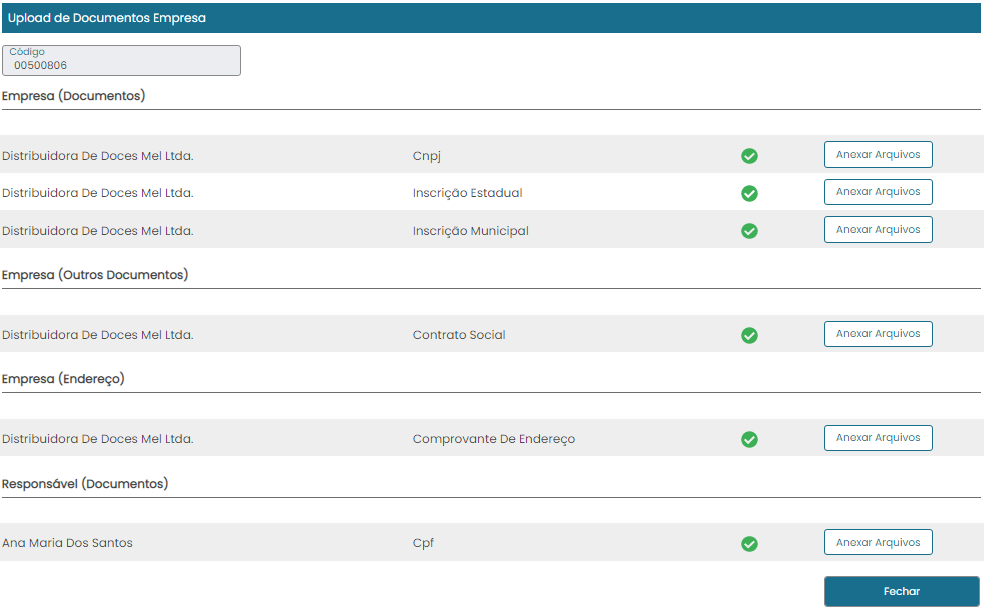 Upload de Documentos Empresa
Código
00500806
Empresa (Documentos)
Distribuidora De Doces Mel Ltda. Cnpj Anexar Arquivos
Distribuidora De Doces Mel Ltda. Inscrição Estadual Anexar Arquivos
Distribuidora De Doces Mel Ltda. Inscrição Municipal Anexar Arquivos
Empresa (Outros Documentos)
Distribuidora De Doces Mel Ltda. Contrato Social Anexar Arquivos
Empresa (Endereço)
Distribuidora De Doces Mel Ltda. Comprovante De Endereço Anexar Arquivos
Responsável (Documentos)
Ana Maria Dos Santos Cpf Anexar Arquivos
Fechar